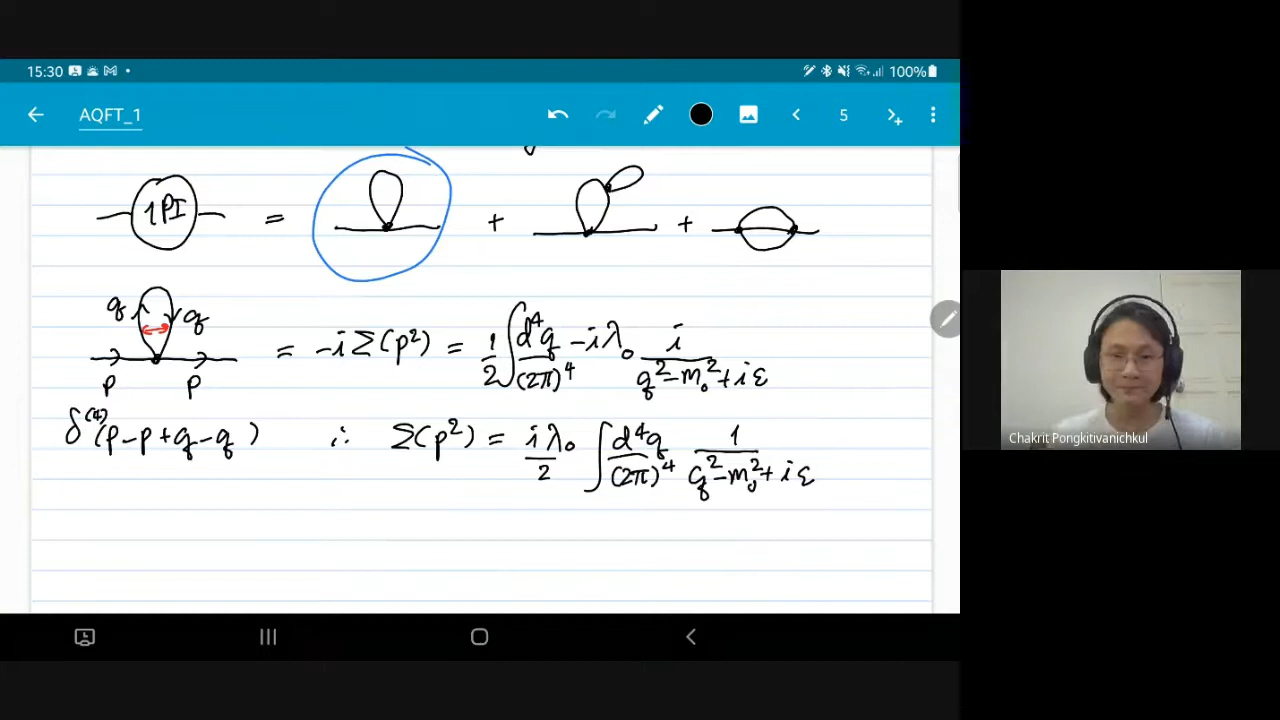 15:30 100%
AQFT_1 5
1PI = + +
q q
p p
= -iΣ(p²) = 1/2 ∫ d⁴q/(2π)⁴ -iλ₀ i/(q²-m₀²+iε)
δ⁽⁴⁾(p-p+q-q) ∴ Σ(p²) = iλ₀/2 ∫ d⁴q/(2π)⁴ 1/(q²-m₀²+iε)
Chakrit Pongkitivanichkul